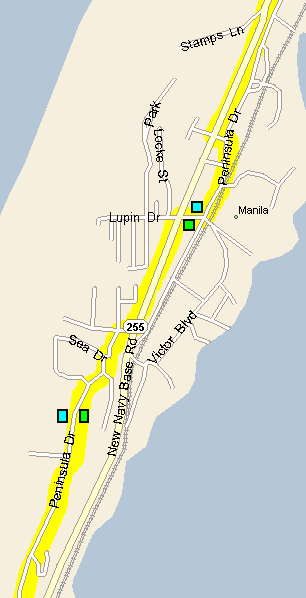 Stamps Ln
Park
Locke St
Peninsula Dr
Manila
Lupin Dr
255
Victor Blvd
Sea Dr
New Navy Base Rd
Peninsula Dr